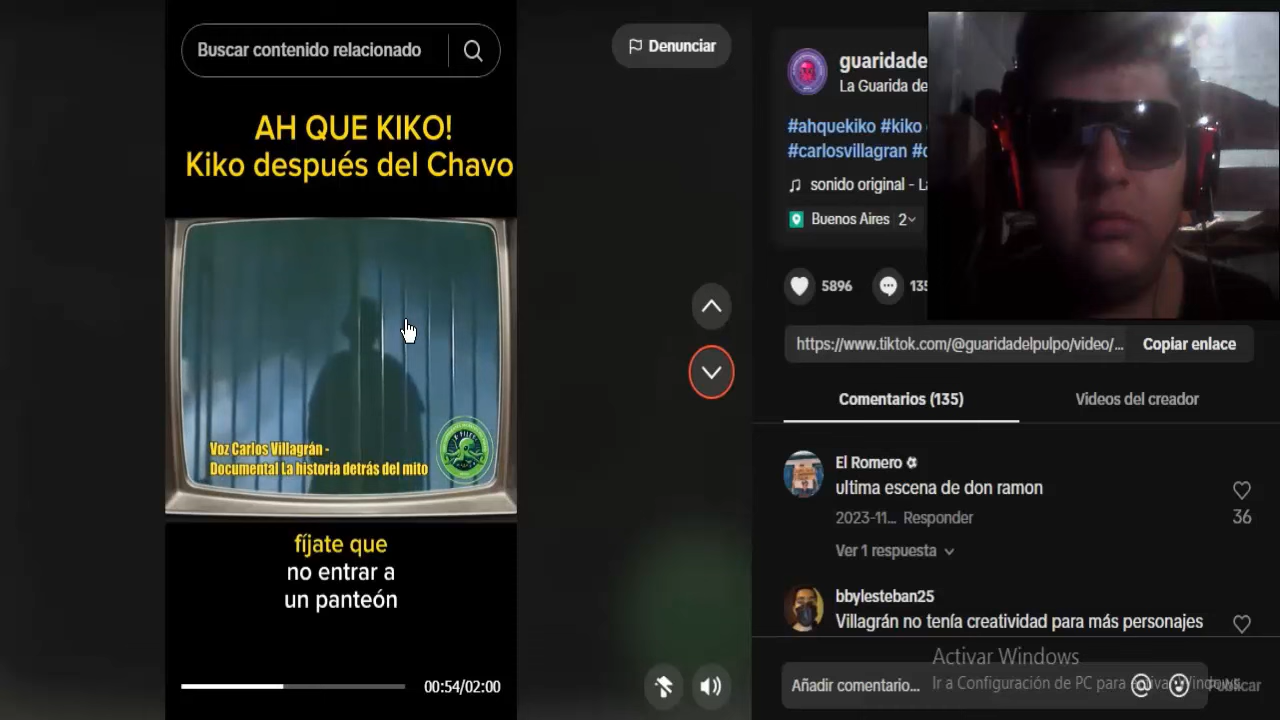 Buscar contenido relacionado
Denunciar
AH QUE KIKO!
Kiko después del Chavo
Voz Carlos Villagrán -
Documental La historia detrás del mito
fíjate que
no entrar a
un panteón
00:54/02:00
guaridade
La Guarida de
#ahquekiko #kiko
#carlosvillagran
sonido original - La
Buenos Aires 2
5896
135
https://www.tiktok.com/@guaridadelpulpo/video/...
Copiar enlace
Comentarios (135)
Videos del creador
El Romero
ultima escena de don ramon
2023-11... Responder
36
Ver 1 respuesta
bbylesteban25
Villagrán no tenía creatividad para más personajes
Activar Windows
Ir a Configuración de PC para activar Windows.
Añadir comentario...
Publicar